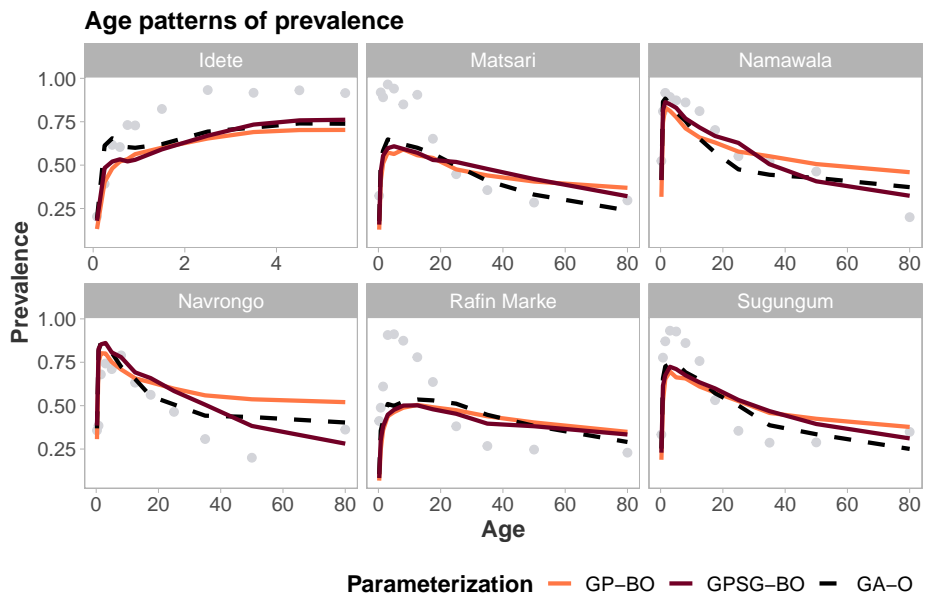 Age patterns of prevalence
Idete Matsari Namawala
1.00
0.75
0.50
0.25
0 2 4 0 20 40 60 80 0 20 40 60 80
Prevalence
Navrongo Rafin Marke Sugungum
1.00
0.75
0.50
0.25
0 20 40 60 80 0 20 40 60 80 0 20 40 60 80
Age
Parameterization GP−BO GPSG−BO GA−O